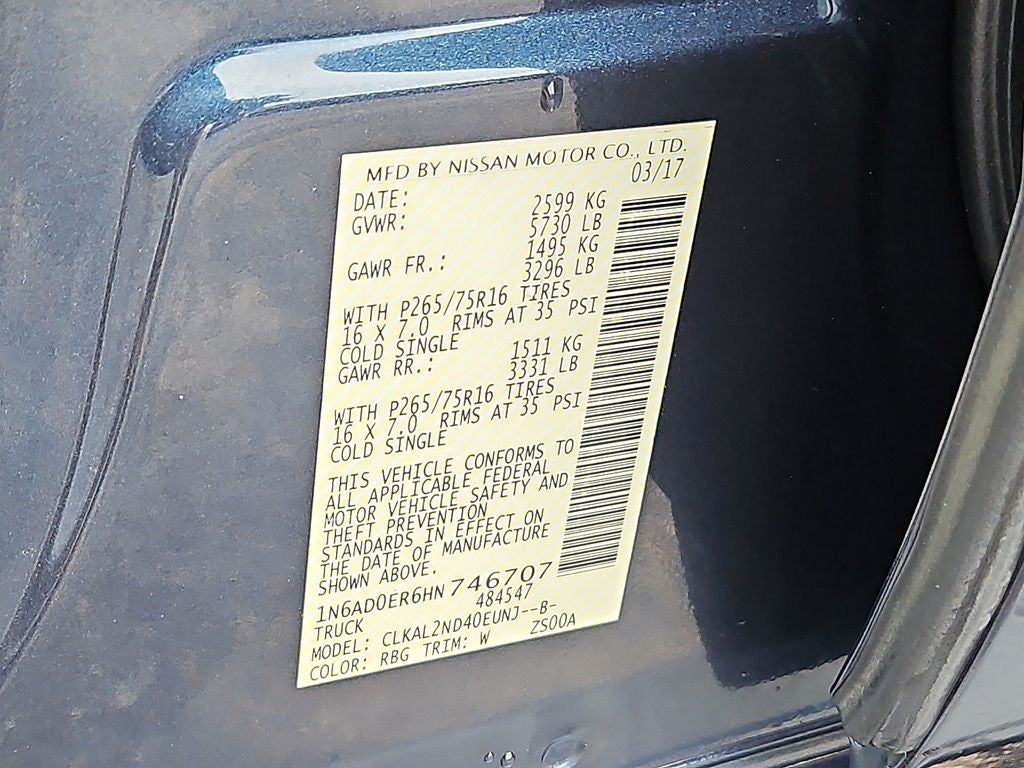 MFD BY NISSAN MOTOR CO., LTD.
DATE: 03/17
GVWR: 2599 KG
5730 LB
GAWR FR.: 1495 KG
3296 LB
WITH P265/75R16 TIRES
16 X 7.0 RIMS AT 35 PSI
COLD SINGLE
GAWR RR.: 1511 KG
3331 LB
WITH P265/75R16 TIRES
16 X 7.0 RIMS AT 35 PSI
COLD SINGLE
THIS VEHICLE CONFORMS TO
ALL APPLICABLE FEDERAL
MOTOR VEHICLE SAFETY AND
THEFT PREVENTION
STANDARDS IN EFFECT ON
THE DATE OF MANUFACTURE
SHOWN ABOVE.
1N6AD0ER6HN746707
TRUCK 484547
MODEL: CLKAL2ND40EUNJ--B-
COLOR: RBG TRIM: W ZS00A